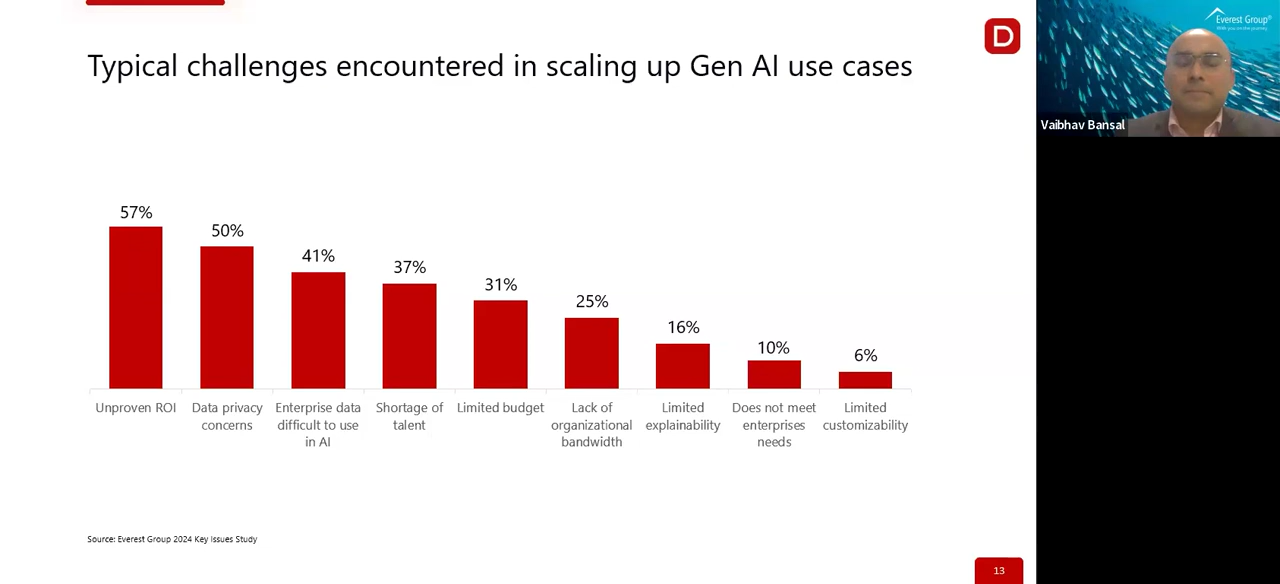 Typical challenges encountered in scaling up Gen AI use cases
D
Everest Group®
Vaibhav Bansal
57%
50%
41%
37%
31%
25%
16%
10%
6%
Unproven ROI
Data privacy
concerns
Enterprise data
difficult to use
in AI
Shortage of
talent
Limited budget
Lack of
organizational
bandwidth
Limited
explainability
Does not meet
enterprises
needs
Limited
customizability
Source: Everest Group 2024 Key Issues Study
13